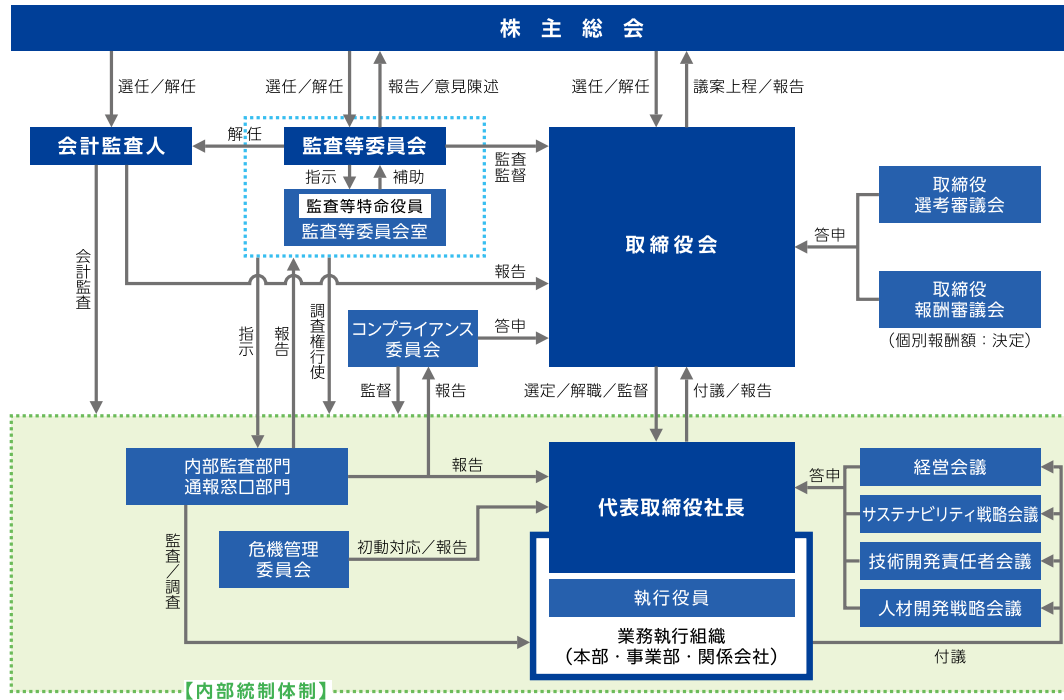 株主総会
選任／解任
選任／解任
報告／意見陳述
選任／解任
議案上程／報告
会計監査人
解任
監査等委員会
監査
監督
指示
補助
監査等特命役員
監査等委員会室
取締役会
取締役
選考審議会
答申
取締役
報酬審議会
（個別報酬額：決定）
会計監査
報告
指示
報告
調査権行使
コンプライアンス
委員会
答申
監督
報告
選定／解職／監督
付議／報告
内部監査部門
通報窓口部門
報告
代表取締役社長
答申
経営会議
サステナビリティ戦略会議
技術開発責任者会議
人材開発戦略会議
監査／調査
危機管理
委員会
初動対応／報告
執行役員
業務執行組織
（本部・事業部・関係会社）
付議
【内部統制体制】